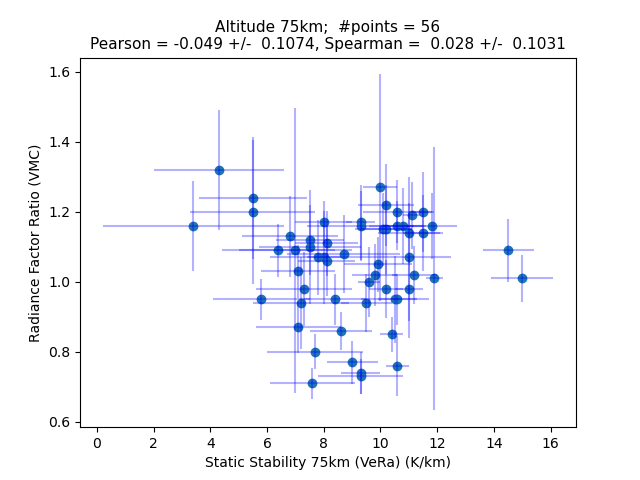 Altitude 75km;  #points = 56
Pearson = -0.049 +/-  0.1074, Spearman =  0.028 +/-  0.1031
1.6
1.4
1.2
1.0
0.8
0.6
Radiance Factor Ratio (VMC)
0 2 4 6 8 10 12 14 16
Static Stability 75km (VeRa) (K/km)